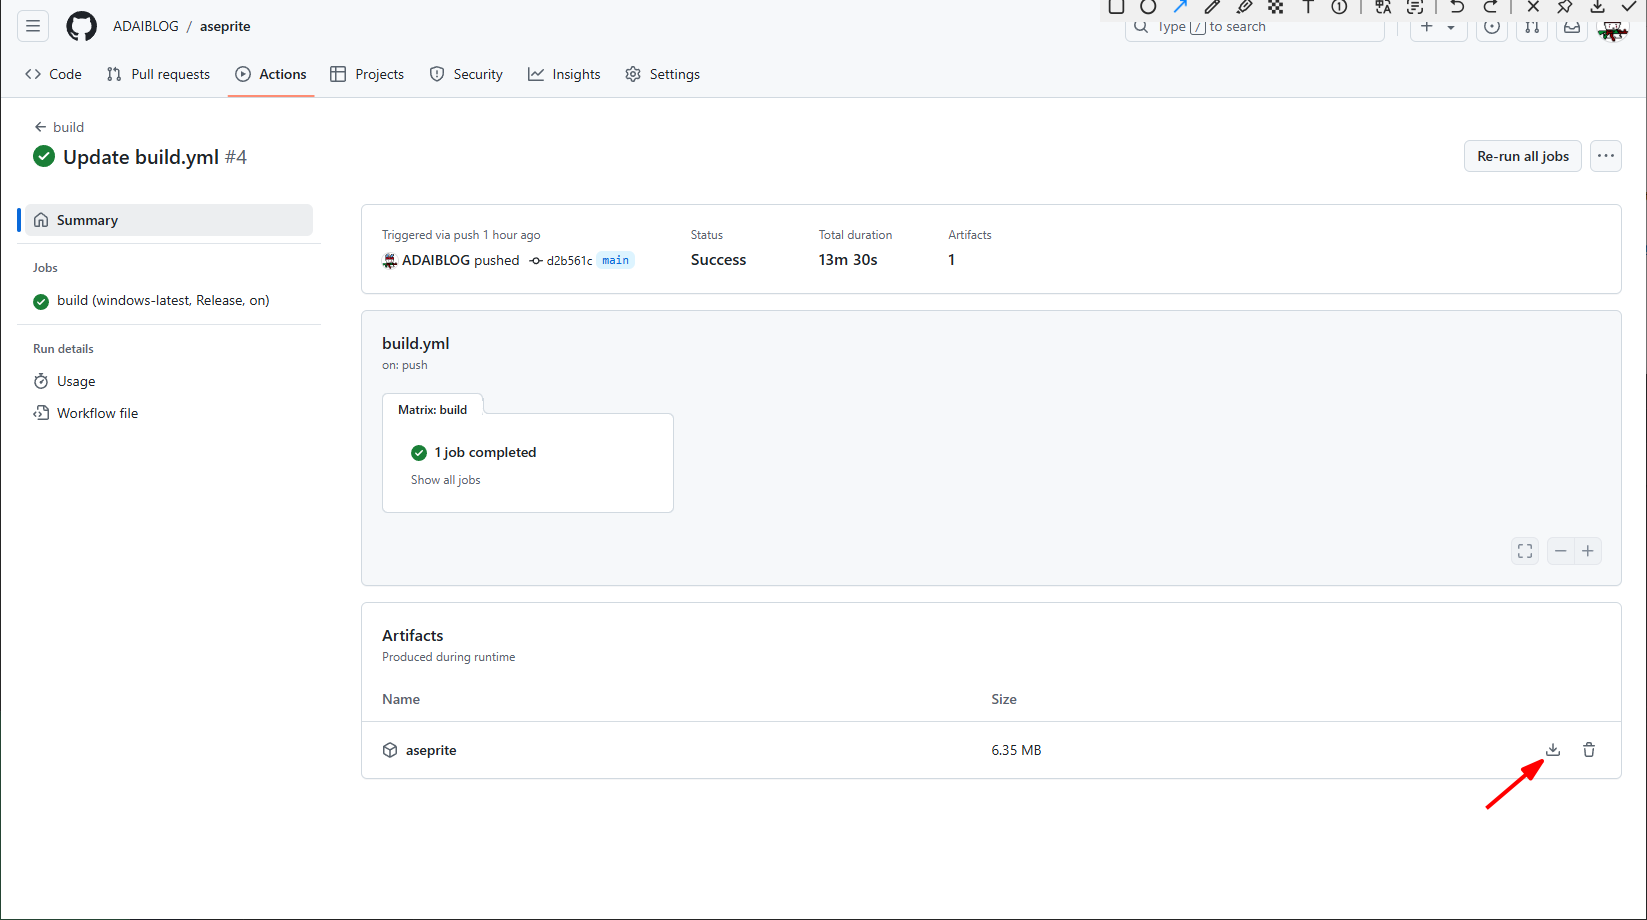 ADAIBLOG / aseprite
Type / to search
Code Pull requests Actions Projects Security Insights Settings
build
Update build.yml #4
Re-run all jobs
Summary
Jobs
build (windows-latest, Release, on)
Run details
Usage
Workflow file
Triggered via push 1 hour ago
ADAIBLOG pushed d2b561c main
Status
Success
Total duration
13m 30s
Artifacts
1
build.yml
on: push
Matrix: build
1 job completed
Show all jobs
Artifacts
Produced during runtime
Name Size
aseprite 6.35 MB